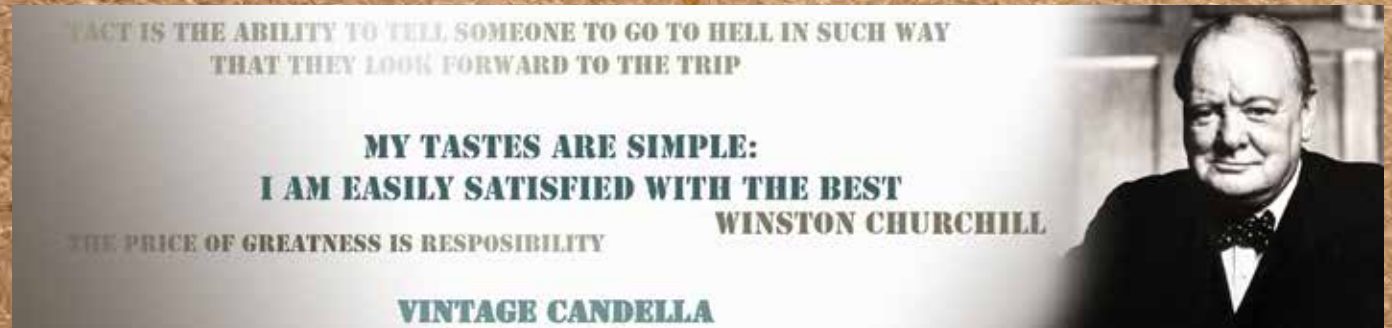 TACT IS THE ABILITY TO TELL SOMEONE TO GO TO HELL IN SUCH WAY
THAT THEY LOOK FORWARD TO THE TRIP
MY TASTES ARE SIMPLE:
I AM EASILY SATISFIED WITH THE BEST
WINSTON CHURCHILL
THE PRICE OF GREATNESS IS RESPOSIBILITY
VINTAGE CANDELLA